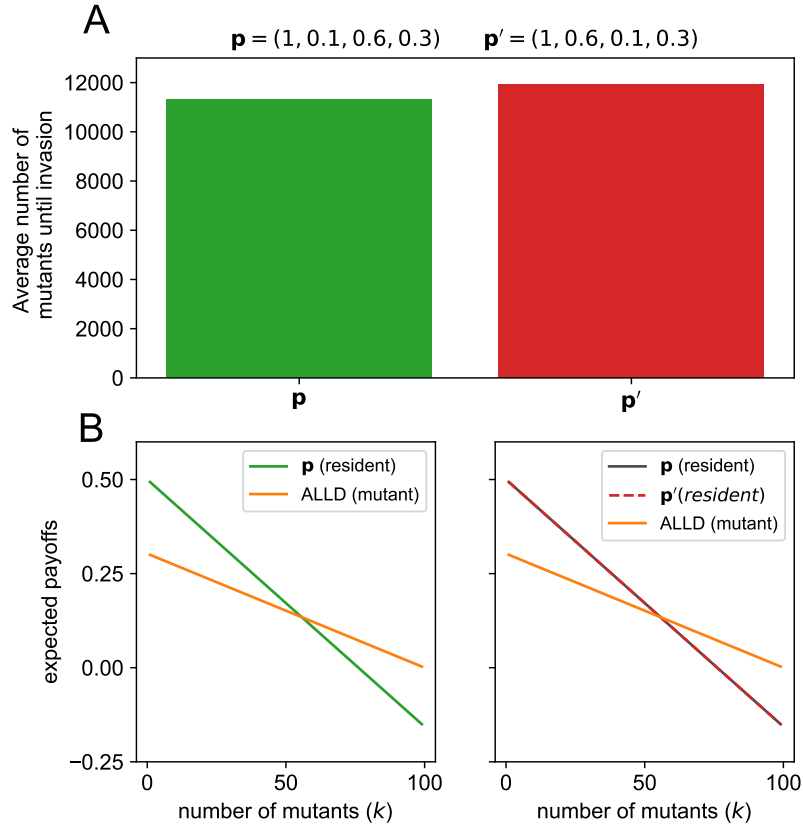 A
p = (1, 0.1, 0.6, 0.3) p′ = (1, 0.6, 0.1, 0.3)
Average number of
mutants until invasion
12000
10000
8000
6000
4000
2000
0
p
p′
B
expected payoffs
0.50
0.25
0.00
−0.25
p (resident)
ALLD (mutant)
0
50
100
number of mutants (k)
p (resident)
p′(resident)
ALLD (mutant)
0
50
100
number of mutants (k)